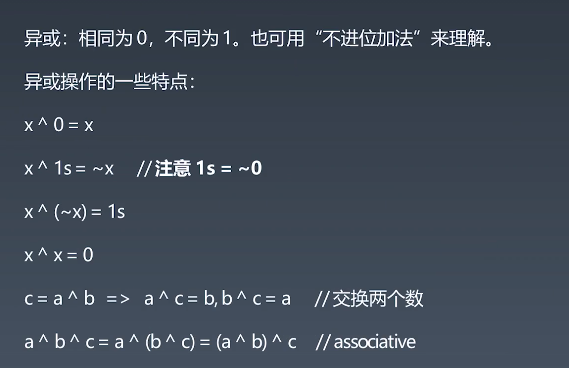 异或：相同为 0，不同为 1。也可用“不进位加法”来理解。
异或操作的一些特点：
x ^ 0 = x
x ^ 1s = ~x // 注意 1s = ~0
x ^ (~x) = 1s
x ^ x = 0
c = a ^ b => a ^ c = b, b ^ c = a // 交换两个数
a ^ b ^ c = a ^ (b ^ c) = (a ^ b) ^ c // associative